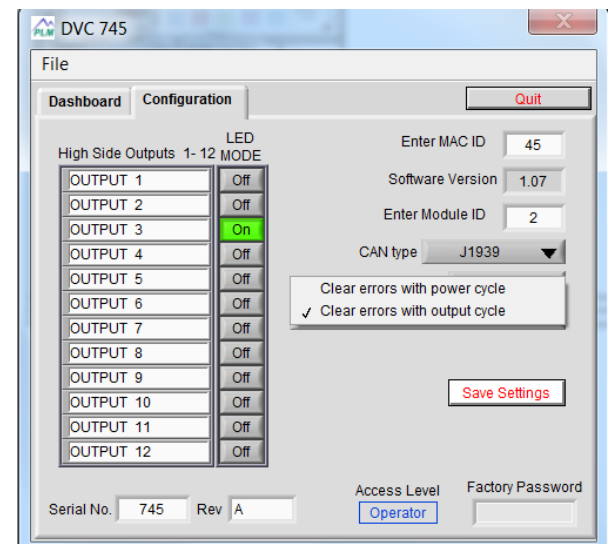 PLM DVC 745
File
Dashboard Configuration Quit
High Side Outputs 1- 12 LED MODE
OUTPUT 1 Off
OUTPUT 2 Off
OUTPUT 3 On
OUTPUT 4 Off
OUTPUT 5 Off
OUTPUT 6 Off
OUTPUT 7 Off
OUTPUT 8 Off
OUTPUT 9 Off
OUTPUT 10 Off
OUTPUT 11 Off
OUTPUT 12 Off
Enter MAC ID 45
Software Version 1.07
Enter Module ID 2
CAN type J1939
Clear errors with power cycle
✓ Clear errors with output cycle
Save Settings
Serial No. 745 Rev A
Access Level Factory Password
Operator